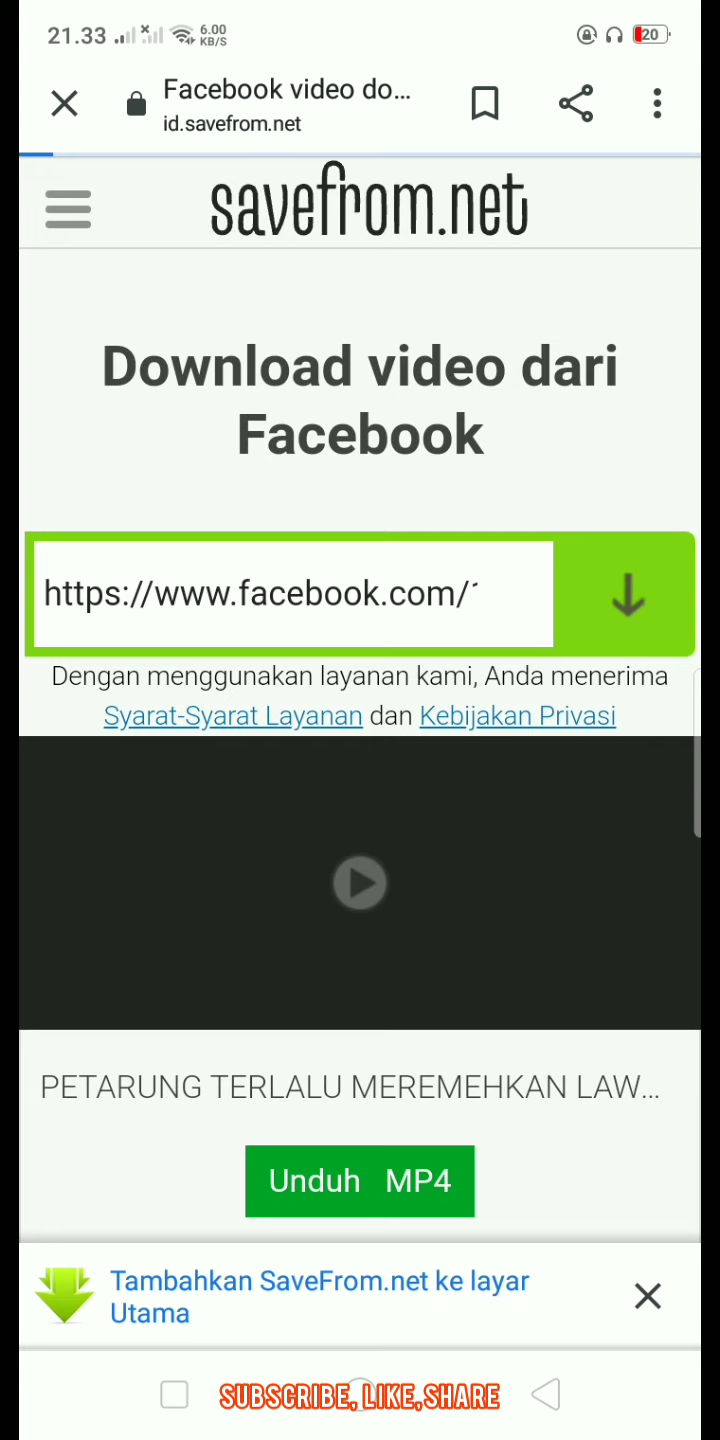 21.33 6.00 KB/S 20
Facebook video do...
id.savefrom.net
savefrom.net
Download video dari
Facebook
https://www.facebook.com/
Dengan menggunakan layanan kami, Anda menerima
Syarat-Syarat Layanan dan Kebijakan Privasi
PETARUNG TERLALU MEREMEHKAN LAW...
Unduh MP4
Tambahkan SaveFrom.net ke layar
Utama
SUBSCRIBE, LIKE,SHARE